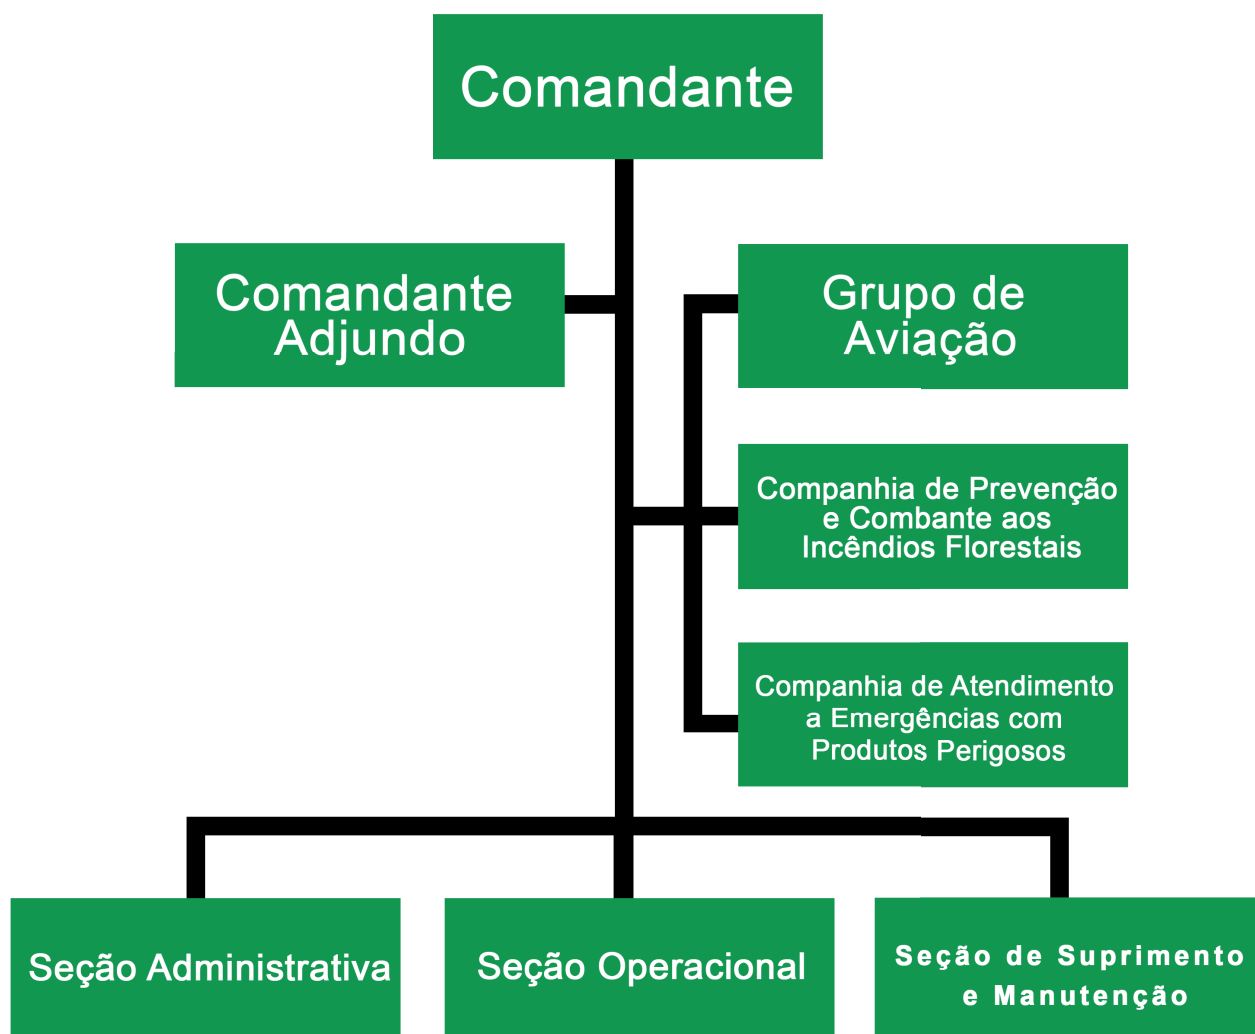 Comandante
Comandante
Adjundo
Grupo de
Aviação
Companhia de Prevenção
e Combante aos
Incêndios Florestais
Companhia de Atendimento
a Emergências com
Produtos Perigosos
Seção Administrativa
Seção Operacional
Seção de Suprimento
e Manutenção